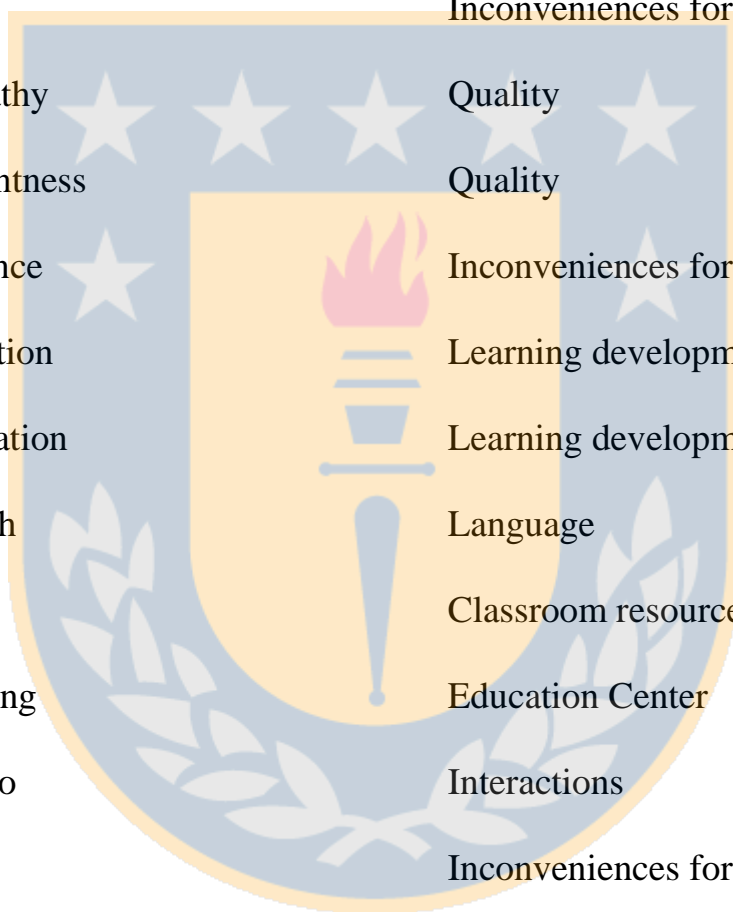 Inconveniences for
thy Quality
ntness Quality
nce Inconveniences for
tion Learning developm
ation Learning developm
h Language
Classroom resource
ng Education Center
o Interactions
Inconveniences for